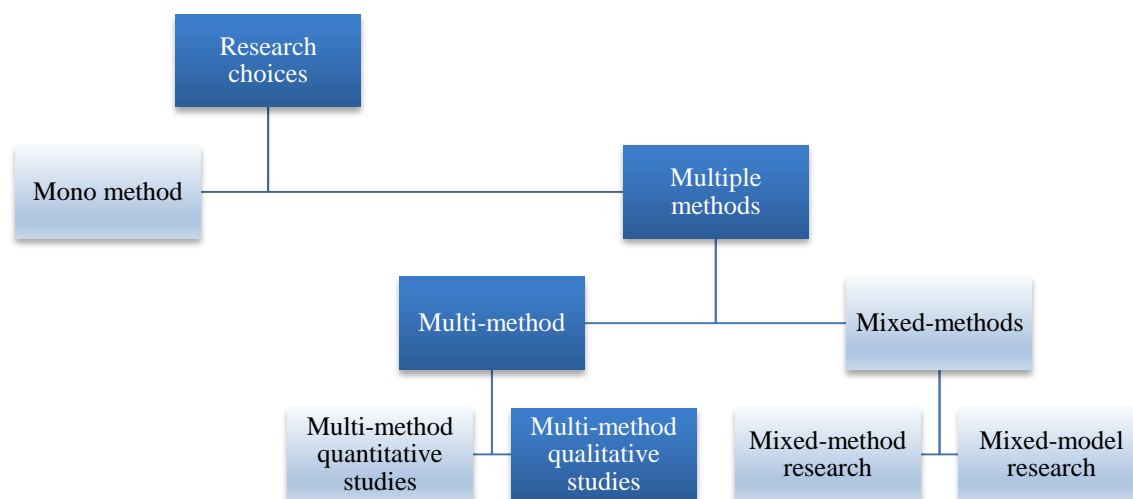 Research
choices
Mono method
Multiple
methods
Multi-method
Mixed-methods
Multi-method
quantitative
studies
Multi-method
qualitative
studies
Mixed-method
research
Mixed-model
research